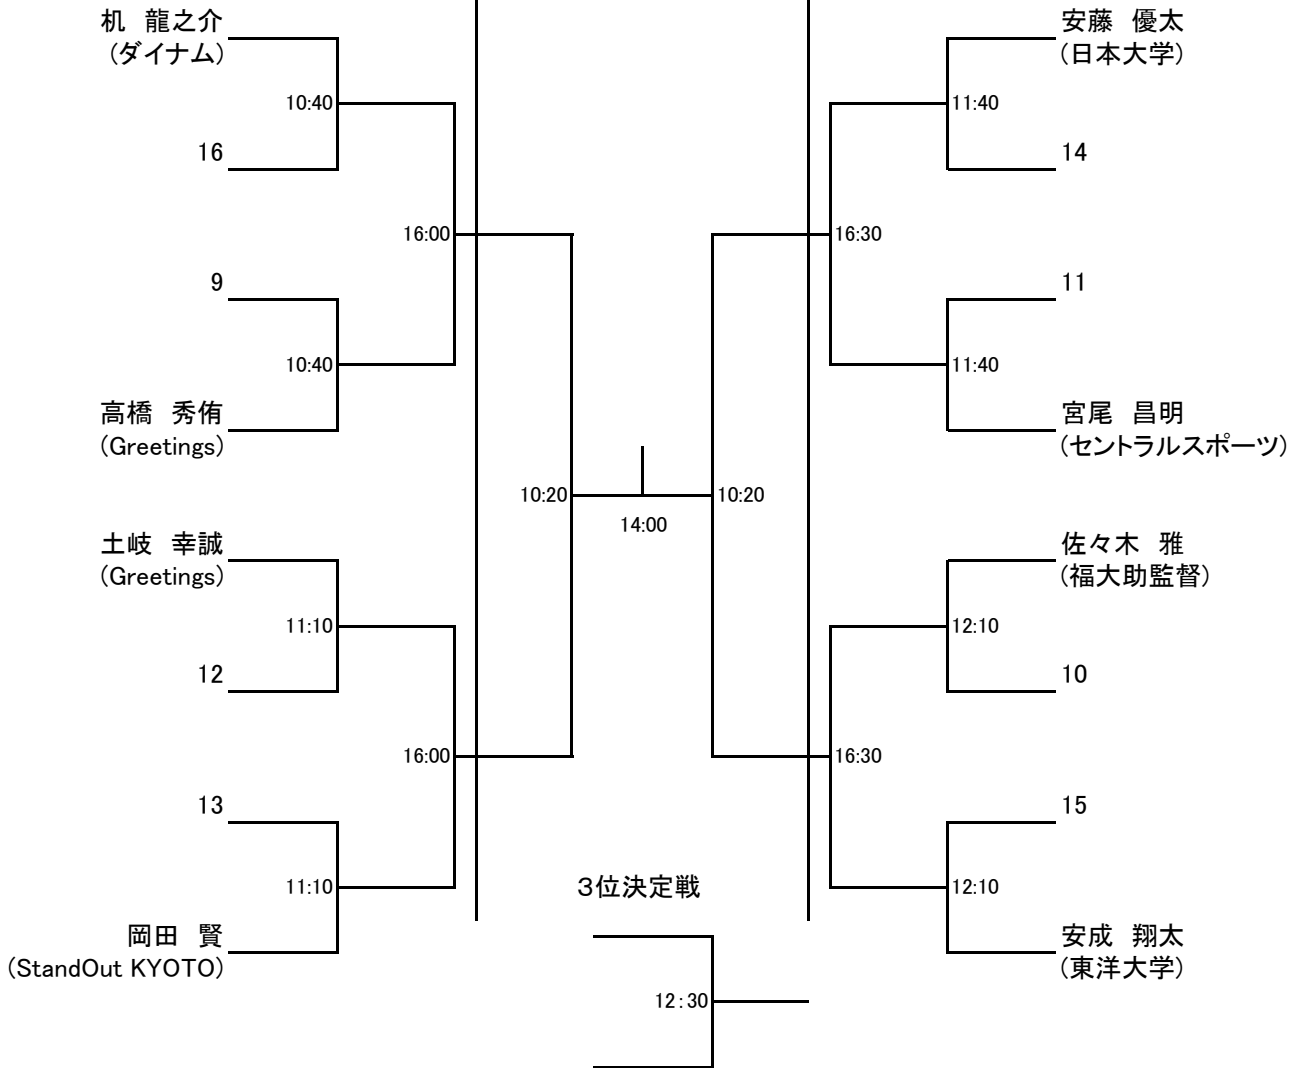 机　龍之介
(ダイナム)
10:40
16
16:00
9
10:40
高橋　秀侑
(Greetings)
土岐　幸誠
(Greetings)
11:10
12
16:00
13
11:10
岡田　賢
(StandOut KYOTO)
10:20
14:00
10:20
3位決定戦
12:30
安藤　優太
(日本大学)
11:40
14
16:30
11
11:40
宮尾　昌明
(セントラルスポーツ)
佐々木　雅
(福大助監督)
12:10
10
16:30
15
12:10
安成　翔太
(東洋大学)